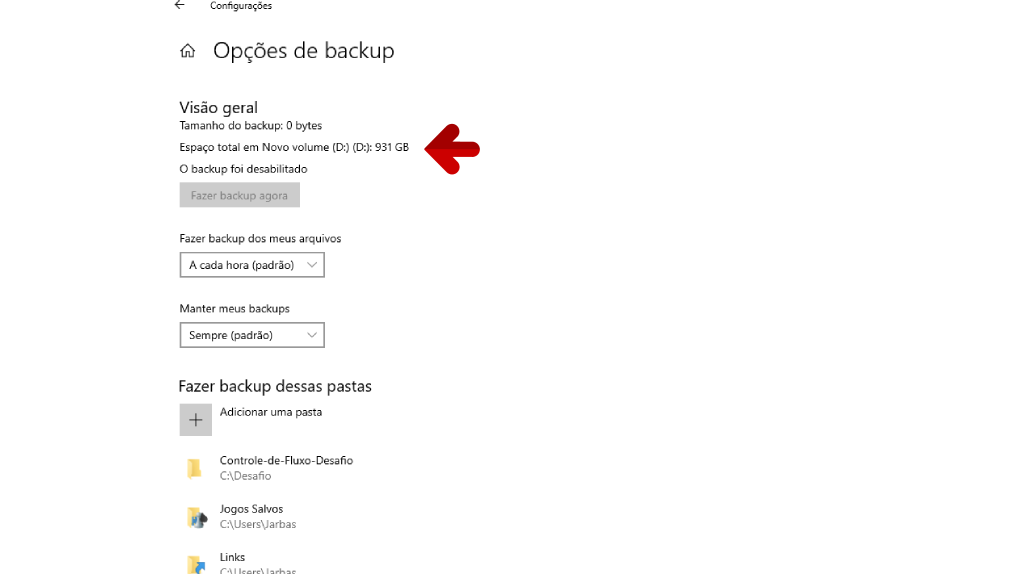 Configurações
Opções de backup
Visão geral
Tamanho do backup: 0 bytes
Espaço total em Novo volume (D:) (D:): 931 GB
O backup foi desabilitado
Fazer backup agora
Fazer backup dos meus arquivos
A cada hora (padrão)
Manter meus backups
Sempre (padrão)
Fazer backup dessas pastas
Adicionar uma pasta
Controle-de-Fluxo-Desafio
C:\Desafio
Jogos Salvos
C:\Users\Jarbas
Links
C:\Users\Jarbas